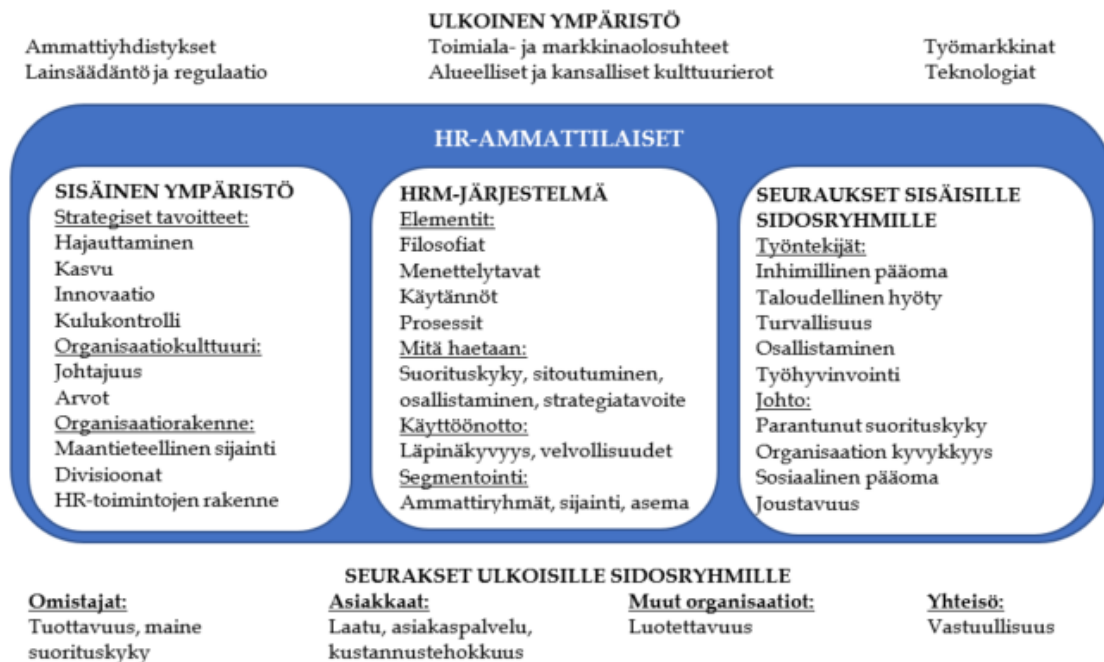 ULKOINEN YMPÄRISTÖ
Ammattiyhdistykset
Lainsäädäntö ja regulaatio
Toimiala- ja markkinaolosuhteet
Alueelliset ja kansalliset kulttuurierot
Työmarkkinat
Teknologiat
HR-AMMATTILAISET
SISÄINEN YMPÄRISTÖ
Strategiset tavoitteet:
Hajauttaminen
Kasvu
Innovaatio
Kulukontrolli
Organisaatiokulttuuri:
Johtajuus
Arvot
Organisaatiorakenne:
Maantieteellinen sijainti
Divisioonat
HR-toimintojen rakenne
HRM-JÄRJESTELMÄ
Elementit:
Filosofiat
Menettelytavat
Käytännöt
Prosessit
Mitä haetaan:
Suorituskyky, sitoutuminen,
osallistaminen, strategiatavoite
Käyttöönotto:
Läpinäkyvyys, velvollisuudet
Segmentointi:
Ammattiryhmät, sijainti, asema
SEURAUKSET SISÄISILLE
SIDOSRYHMILLE
Työntekijät:
Inhimillinen pääoma
Taloudellinen hyöty
Turvallisuus
Osallistaminen
Työhyvinvointi
Johto:
Parantunut suorituskyky
Organisaation kyvykkyys
Sosiaalinen pääoma
Joustavuus
SEURAKSET ULKOISILLE SIDOSRYHMILLE
Omistajat:
Tuottavuus, maine
suorityskyky
Asiakkaat:
Laatu, asiakaspalvelu,
kustannustehokkuus
Muut organisaatiot:
Luotettavuus
Yhteisö:
Vastuullisuus